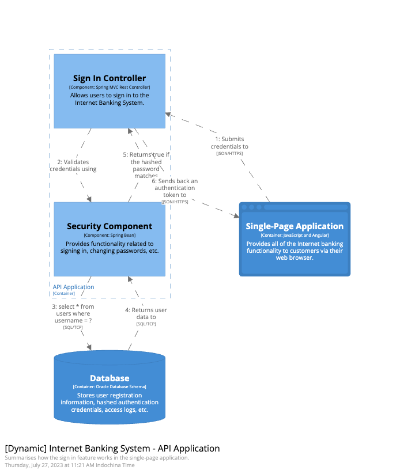 Sign In Controller
[Component: Spring MVC Rest Controller]
Allows users to sign in to the
Internet Banking System.
1: Submits
credentials to
[JSON/HTTPS]
2: Validates
credentials using
5: Returns true if
the hashed
password
matches
6: Sends back an
authentication
token to
[JSON/HTTPS]
Security Component
[Component: Spring Bean]
Provides functionality related to
signing in, changing passwords, etc.
Single-Page Application
[Container: JavaScript and Angular]
Provides all of the Internet banking
functionality to customers via their
web browser.
API Application
[Container]
3: select * from
users where
username = ?
[SQL/TCP]
4: Returns user
data to
[SQL/TCP]
Database
[Container: Oracle Database Schema]
Stores user registration
information, hashed authentication
credentials, access logs, etc.
[Dynamic] Internet Banking System - API Application
Summarises how the sign in feature works in the single-page application.
Thursday, July 27, 2023 at 11:21 AM Indochina Time